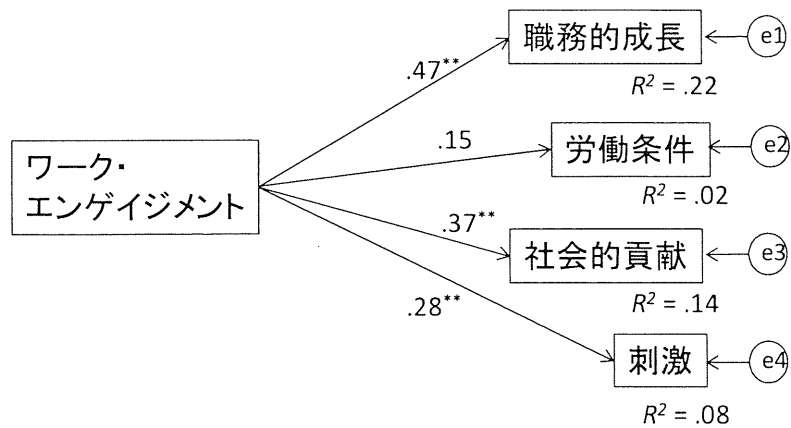 職務的成長
e1
.47**
R² = .22
.15
労働条件
e2
R² = .02
ワーク・
エンゲイジメント
.37**
社会的貢献
e3
R² = .14
.28**
刺激
e4
R² = .08